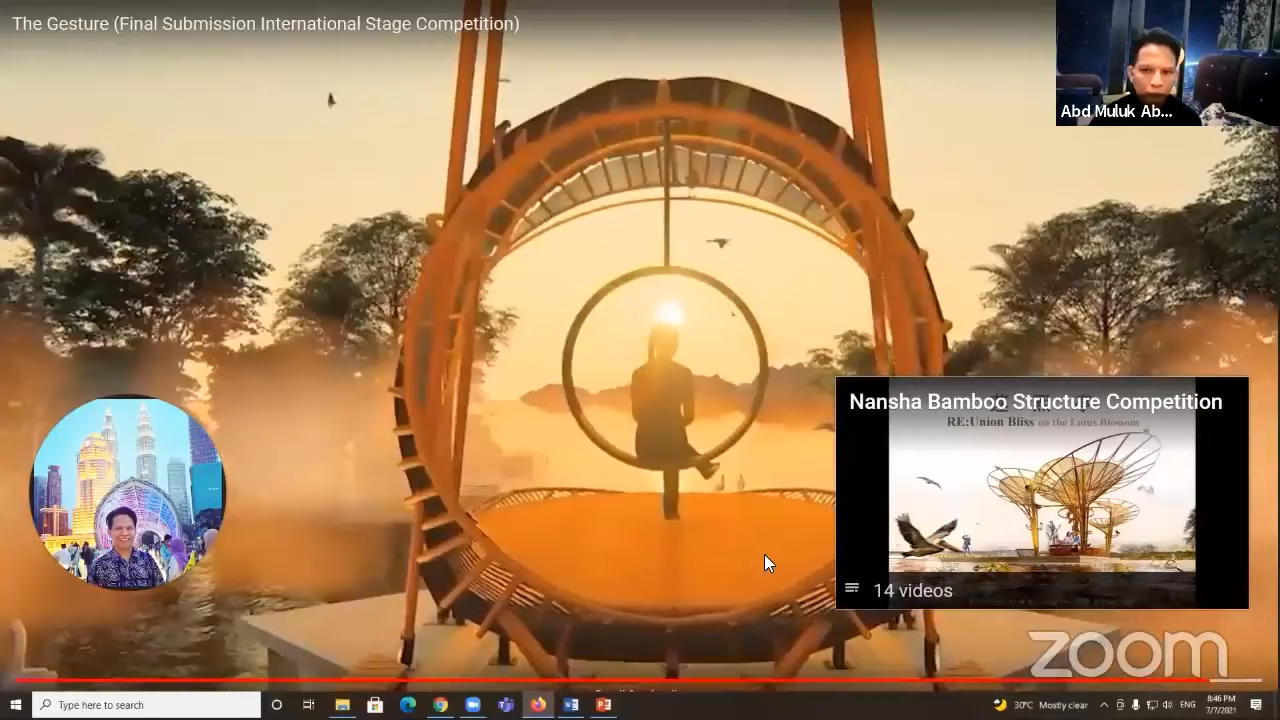 The Gesture (Final Submission International Stage Competition)
Abd Muluk Ab...
Nansha Bamboo Structure Competition
RE:Union Bliss on the Lotus Blossom
14 videos
zoom
Type here to search
30°C Mostly clear
ENG
8:46 PM
7/7/2021